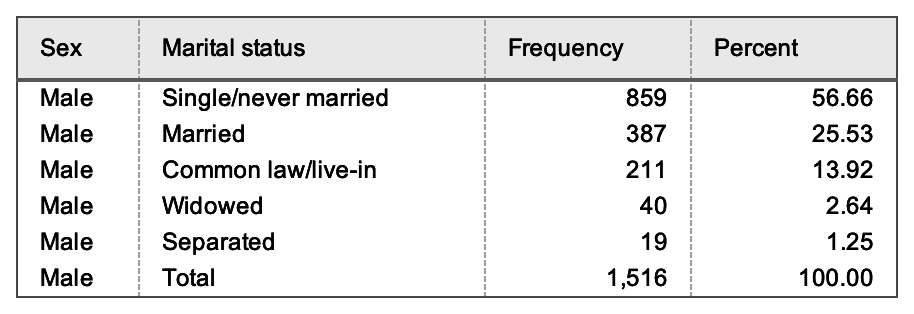 Sex Marital status Frequency Percent
Male Single/never married 859 56.66
Male Married 387 25.53
Male Common law/live-in 211 13.92
Male Widowed 40 2.64
Male Separated 19 1.25
Male Total 1,516 100.00